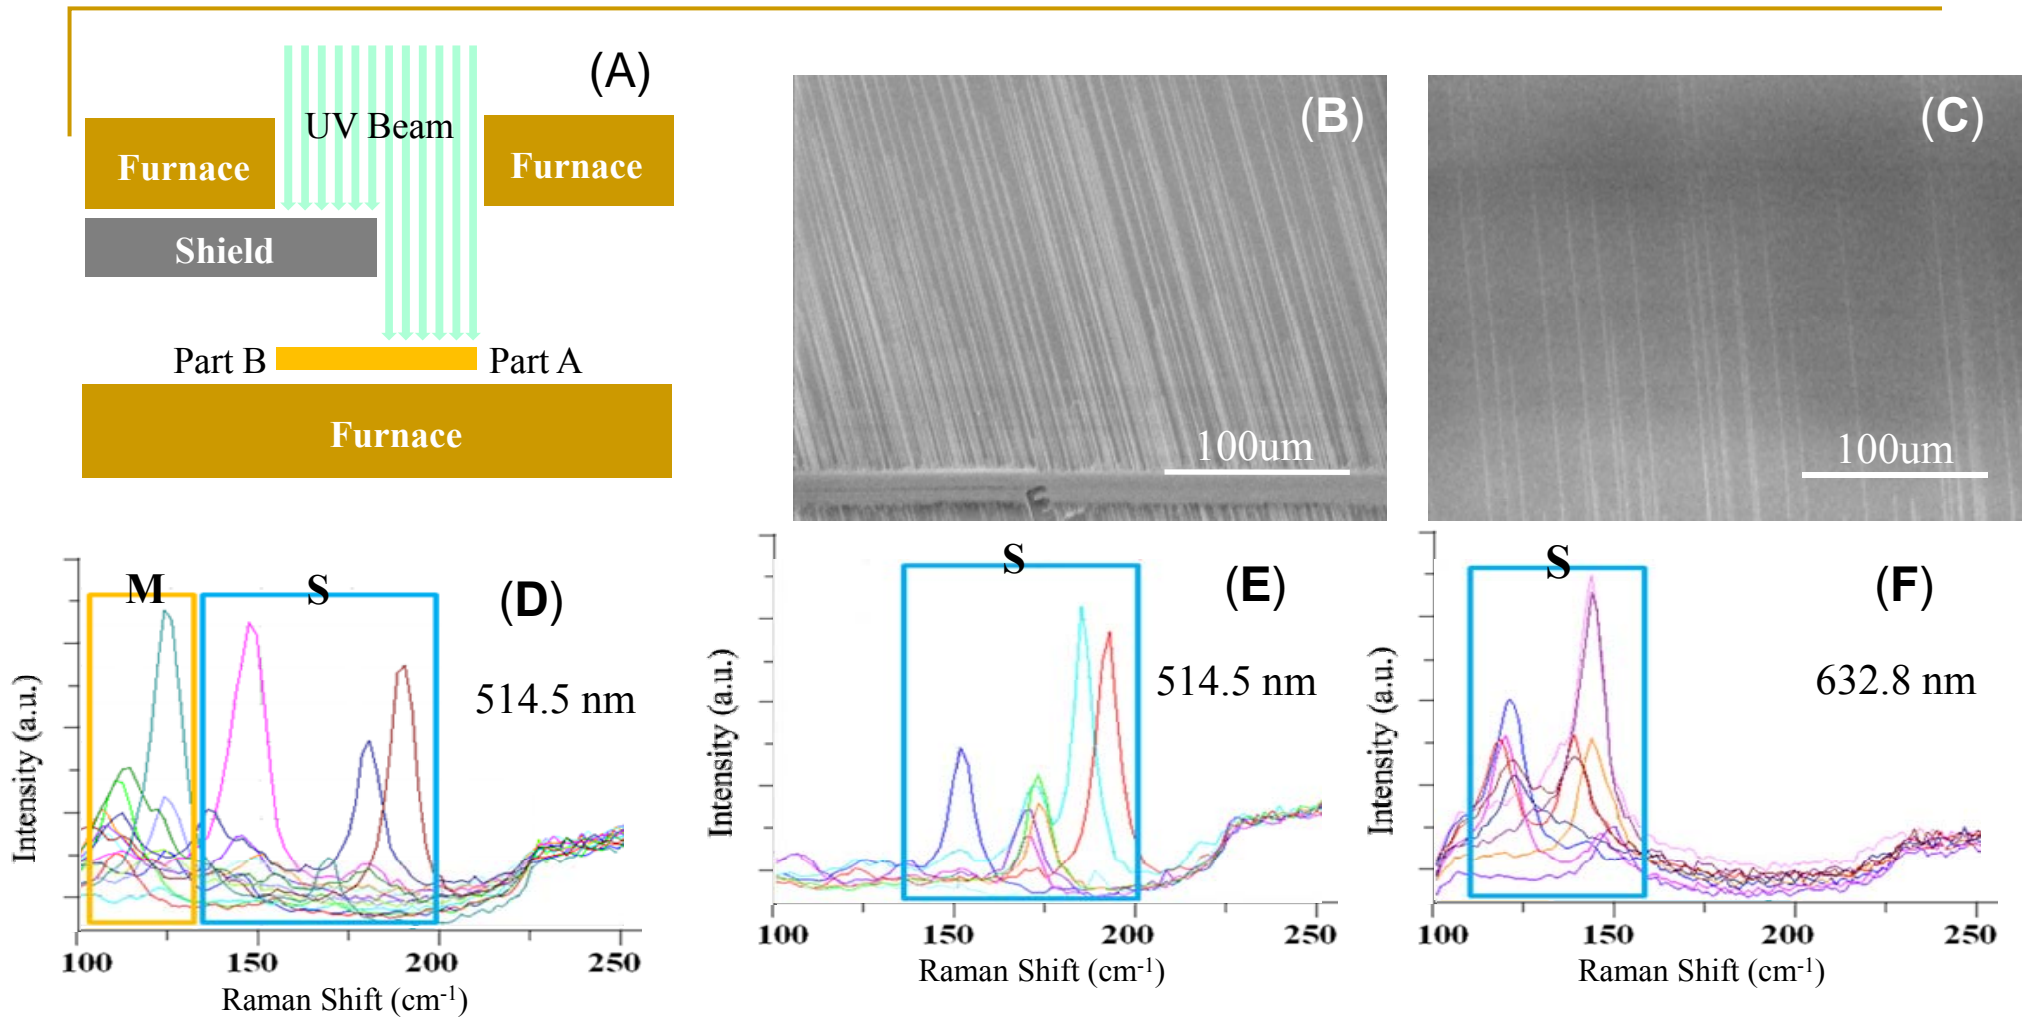 (A)
UV Beam
Furnace
Furnace
Shield
Part B
Part A
Furnace
(B)
100um
(C)
100um
M
S
(D)
514.5 nm
Intensity (a.u.)
100
150
200
250
Raman Shift (cm-1)
S
(E)
514.5 nm
Intensity (a.u.)
100
150
200
250
Raman Shift (cm-1)
S
(F)
632.8 nm
Intensity (a.u.)
100
150
200
250
Raman Shift (cm-1)